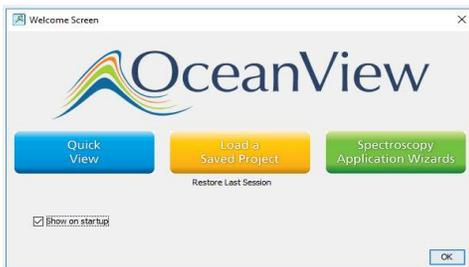 Welcome Screen
OceanView
Quick
View
Load a
Saved Project
Spectroscopy
Application Wizards
Restore Last Session
Show on startup
OK